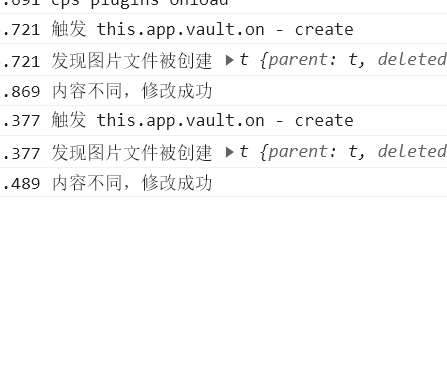 .691 cps plugins onload
.721 触发 this.app.vault.on - create
.721 发现图片文件被创建 ▶ t {parent: t, deleted
.869 内容不同，修改成功
.377 触发 this.app.vault.on - create
.377 发现图片文件被创建 ▶ t {parent: t, deleted
.489 内容不同，修改成功